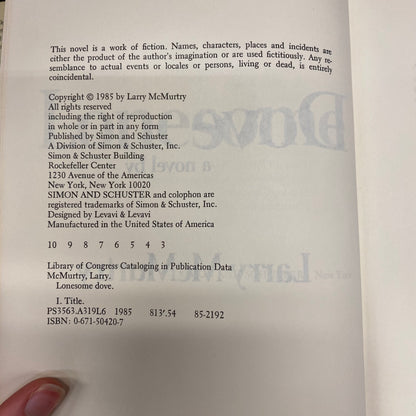 This novel is a work of fiction. Names, characters, places and incidents are
either the product of the author's imagination or are used fictitiously. Any re-
semblance to actual events or locales or persons, living or dead, is entirely
coincidental.
Copyright © 1985 by Larry McMurtry
All rights reserved
including the right of reproduction
in whole or in part in any form
Published by Simon and Schuster
A Division of Simon & Schuster, Inc.
Simon & Schuster Building
Rockefeller Center
1230 Avenue of the Americas
New York, New York 10020
SIMON AND SCHUSTER and colophon are
registered trademarks of Simon & Schuster, Inc.
Designed by Levavi & Levavi
Manufactured in the United States of America
10 9 8 7 6 5 4 3
Library of Congress Cataloging in Publication Data
McMurtry, Larry.
Lonesome dove.
I. Title.
PS3563.A319L6 1985 813'.54 85-2192
ISBN: 0-671-50420-7